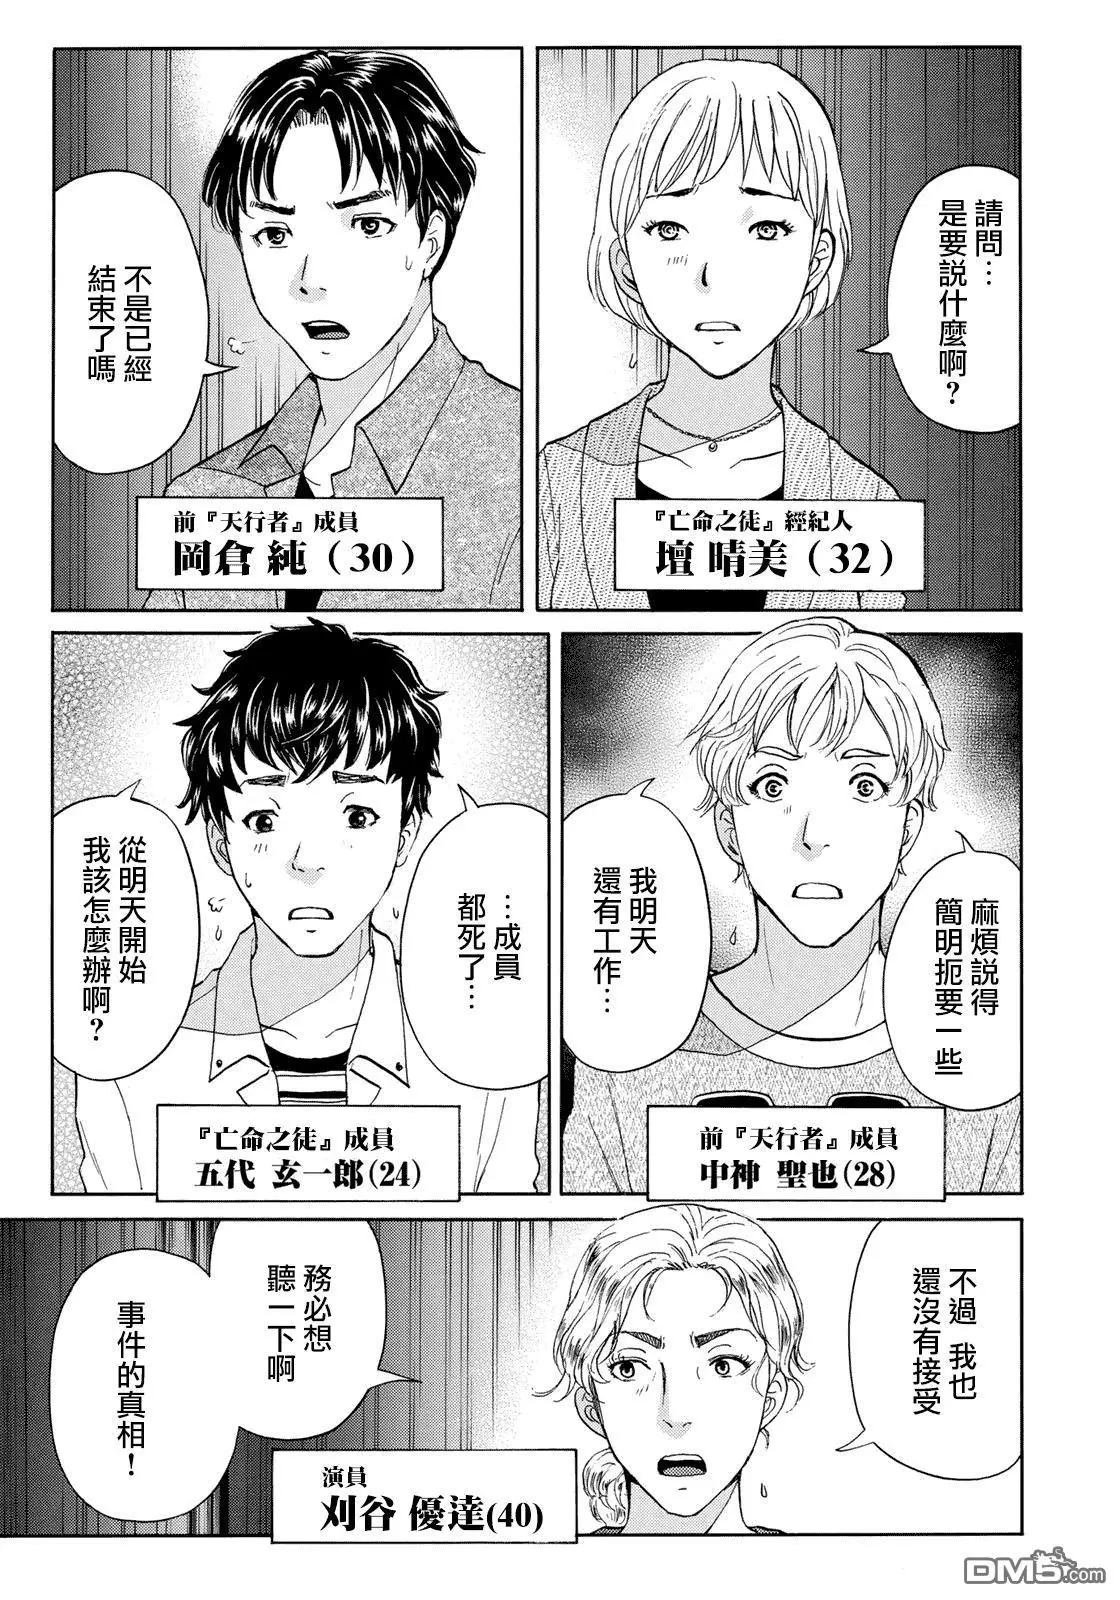 請問…
是要説什麼啊?
『亡命之徒』經紀人
壇 晴美（32）
不是已經
結束了嗎
前『天行者』成員
岡倉 純（30）
麻煩説得
簡明扼要一些
我明天
還有工作…
前『天行者』成員
中神 聖也(28)
…成員
都死了…
從明天開始
我該怎麼辦啊?
『亡命之徒』成員
五代 玄一郎(24)
不過 我也
還沒有接受
務必想
聽一下啊
事件的真相！
演員
刈谷 優達(40)
DM5.com